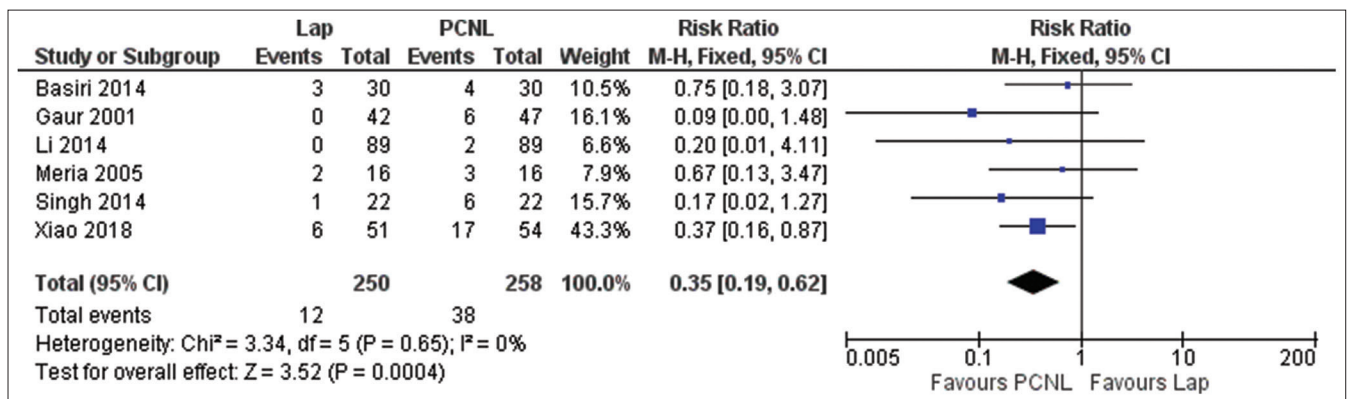 Lap PCNL Risk Ratio Risk Ratio
Study or Subgroup Events Total Events Total Weight M-H, Fixed, 95% CI M-H, Fixed, 95% CI
Basiri 2014 3 30 4 30 10.5% 0.75 [0.18, 3.07]
Gaur 2001 0 42 6 47 16.1% 0.09 [0.00, 1.48]
Li 2014 0 89 2 89 6.6% 0.20 [0.01, 4.11]
Meria 2005 2 16 3 16 7.9% 0.67 [0.13, 3.47]
Singh 2014 1 22 6 22 15.7% 0.17 [0.02, 1.27]
Xiao 2018 6 51 17 54 43.3% 0.37 [0.16, 0.87]
Total (95% CI) 250 258 100.0% 0.35 [0.19, 0.62]
Total events 12 38
Heterogeneity: Chi² = 3.34, df = 5 (P = 0.65); I² = 0%
Test for overall effect: Z = 3.52 (P = 0.0004)
0.005 0.1 1 10 200
Favours PCNL Favours Lap